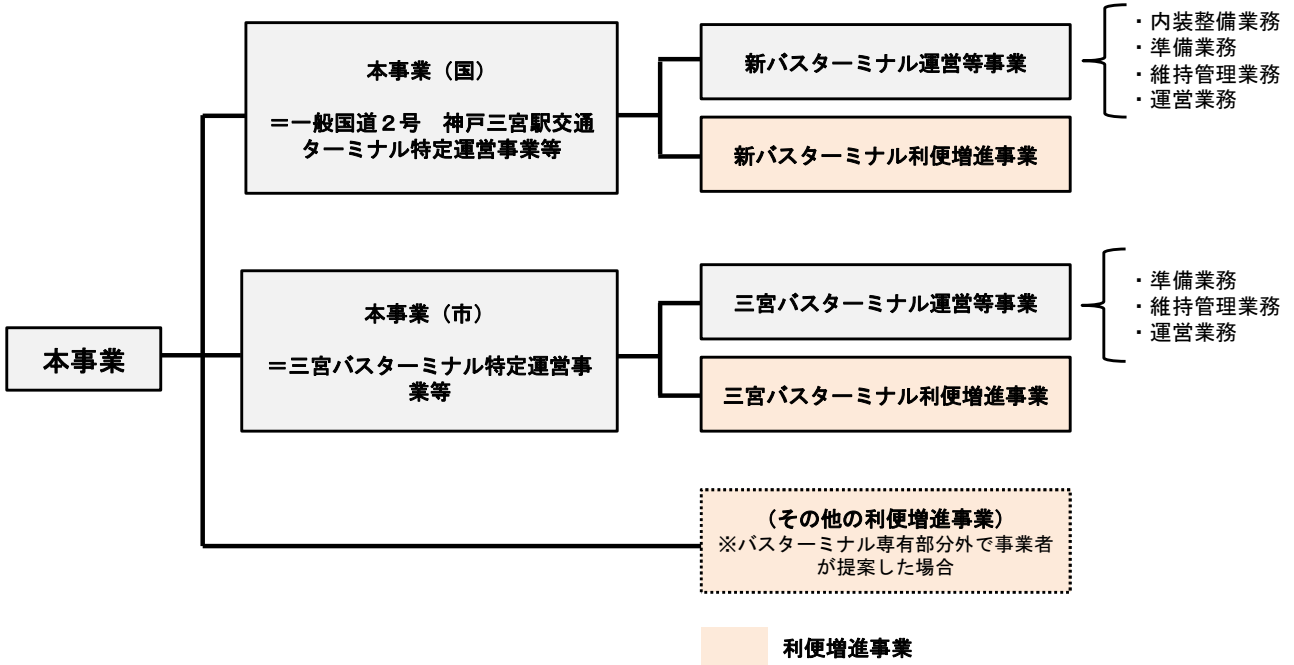 本事業
本事業（国）
＝一般国道２号　神戸三宮駅交通
ターミナル特定運営事業等
新バスターミナル運営等事業
・内装整備業務
・準備業務
・維持管理業務
・運営業務
新バスターミナル利便増進事業
本事業（市）
＝三宮バスターミナル特定運営事
業等
三宮バスターミナル運営等事業
・準備業務
・維持管理業務
・運営業務
三宮バスターミナル利便増進事業
（その他の利便増進事業）
※バスターミナル専有部分外で事業者
が提案した場合
利便増進事業